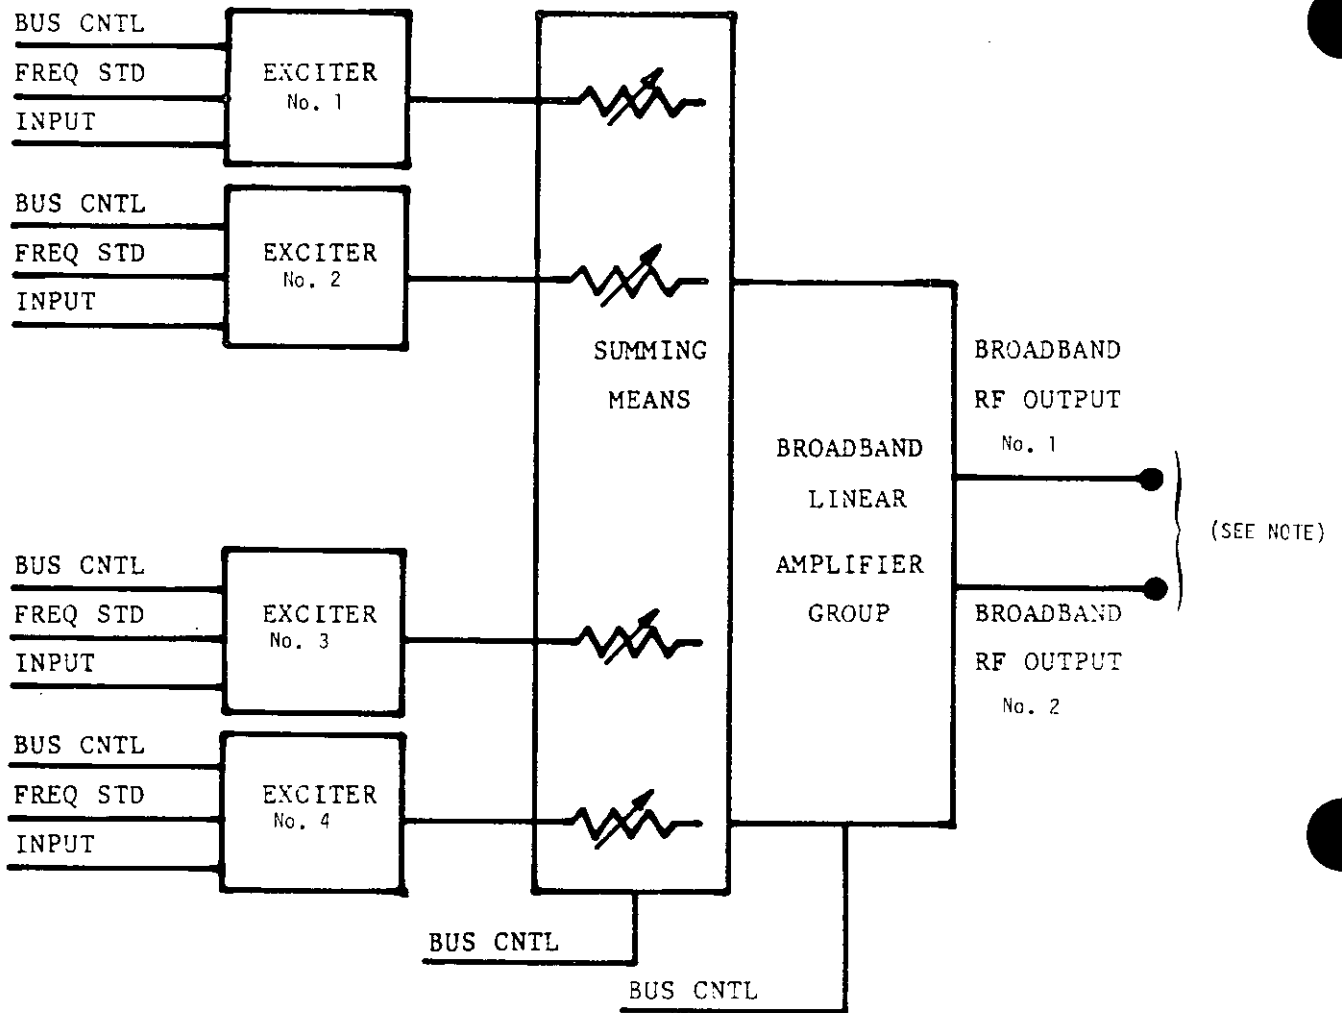 BUS CNTL
FREQ STD
INPUT
EXCITER
No. 1
BUS CNTL
FREQ STD
INPUT
EXCITER
No. 2
BUS CNTL
FREQ STD
INPUT
EXCITER
No. 3
BUS CNTL
FREQ STD
INPUT
EXCITER
No. 4
SUMMING
MEANS
BUS CNTL
BROADBAND
LINEAR
AMPLIFIER
GROUP
BUS CNTL
BROADBAND
RF OUTPUT
No. 1
BROADBAND
RF OUTPUT
No. 2
(SEE NOTE)